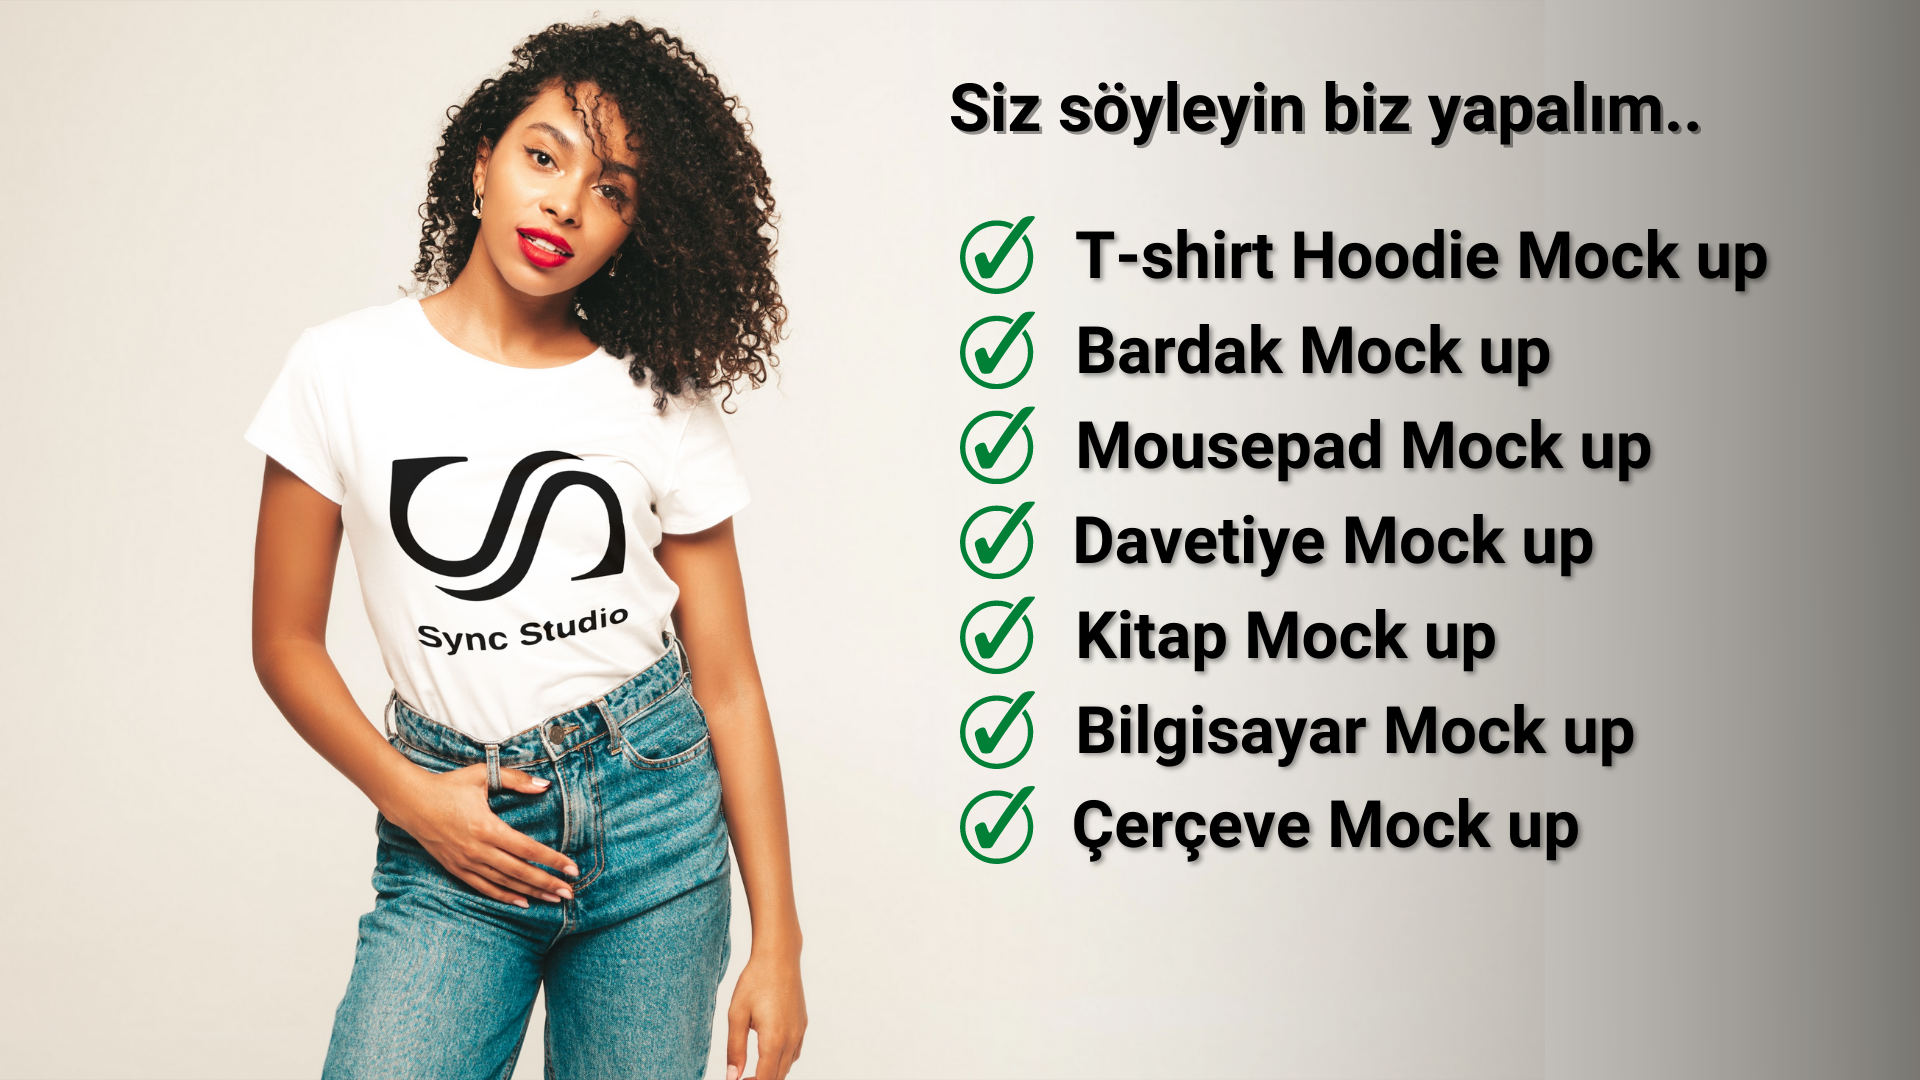 Siz söyleyin biz yapalım..
T-shirt Hoodie Mock up
Bardak Mock up
Mousepad Mock up
Davetiye Mock up
Kitap Mock up
Bilgisayar Mock up
Çerçeve Mock up
Sync Studio